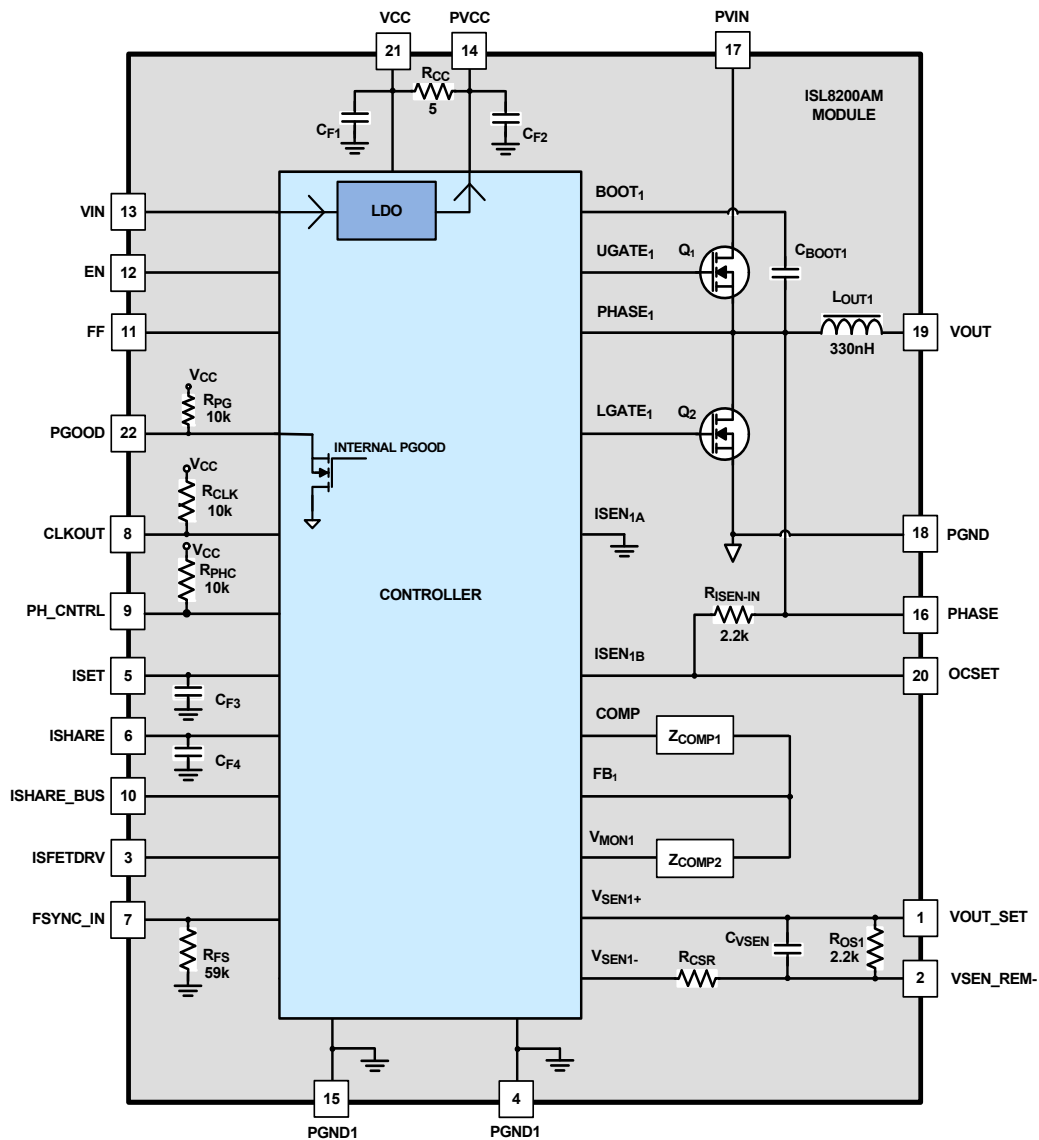 VCC
PVCC
PVIN
21
14
17
RCC
5
ISL8200AM
MODULE
CF1
CF2
VIN
13
LDO
BOOT1
EN
12
UGATE1
Q1
CBOOT1
FF
11
PHASE1
LOUT1
330nH
19
VOUT
VCC
RPG
10k
PGOOD
22
INTERNAL PGOOD
LGATE1
Q2
VCC
RCLK
10k
CLKOUT
8
ISEN1A
18
PGND
VCC
RPHC
10k
PH_CNTRL
9
CONTROLLER
RISEN-IN
2.2k
16
PHASE
ISET
5
CF3
ISEN1B
20
OCSET
ISHARE
6
CF4
COMP
ZCOMP1
ISHARE_BUS
10
FB1
ISFETDRV
3
VMON1
ZCOMP2
FSYNC_IN
7
RFS
59k
VSEN1+
1
VOUT_SET
CVSEN
ROS1
2.2k
VSEN1-
RCSR
2
VSEN_REM-
15
4
PGND1
PGND1